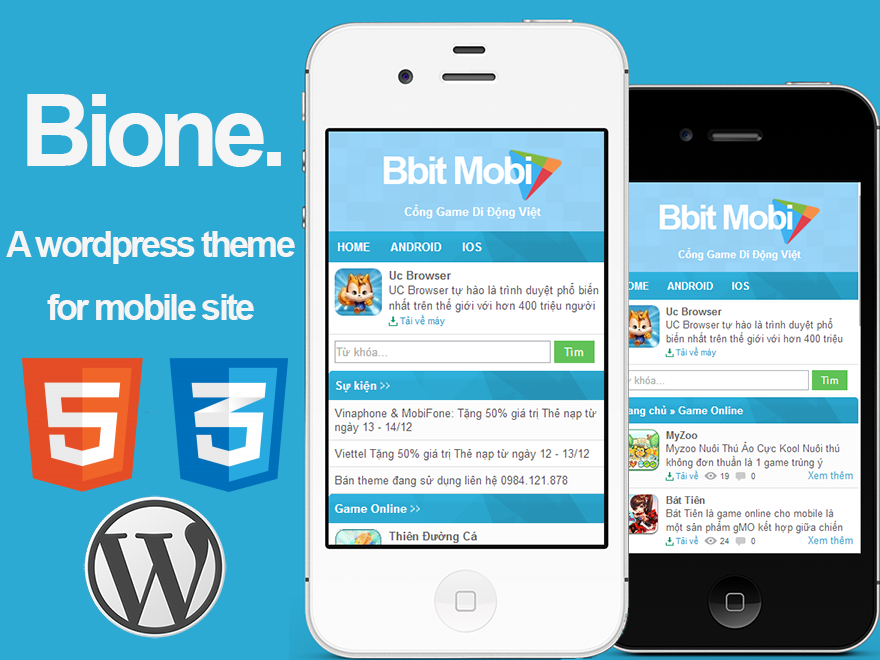 Bione.
A wordpress theme
for mobile site
5
3
W
Bbit Mobi
Cổng Game Di Động Việt
HOME ANDROID IOS
Uc Browser
UC Browser tự hào là trình duyệt phổ biến
nhất trên thế giới với hơn 400 triệu người
Tải về máy
Từ khóa... Tìm
Sự kiện >>
Vinaphone & MobiFone: Tặng 50% giá trị Thẻ nạp từ
ngày 13 - 14/12
Viettel Tặng 50% giá trị Thẻ nạp từ ngày 12 - 13/12
Bán theme đang sử dụng liên hệ 0984.121.878
Game Online >>
Thiên Đường Cá
Bbit Mobi
Cổng Game Di Động Việt
OME ANDROID IOS
Uc Browser
UC Browser tự hào là trình duyệt phổ
biến nhất trên thế giới với hơn 400 triệu
Tải về máy
khóa... Tìm
ang chủ » Game Online
MyZoo
Myzoo Nuôi Thú Ảo Cực Kool Nuôi thú
không đơn thuần là 1 game trúng ý
Tải về 19 0 Xem thêm
Bát Tiên
Bát Tiên là game online cho mobile là
một sản phẩm gMO kết hợp giữa chiến
Tải về 24 0 Xem thêm